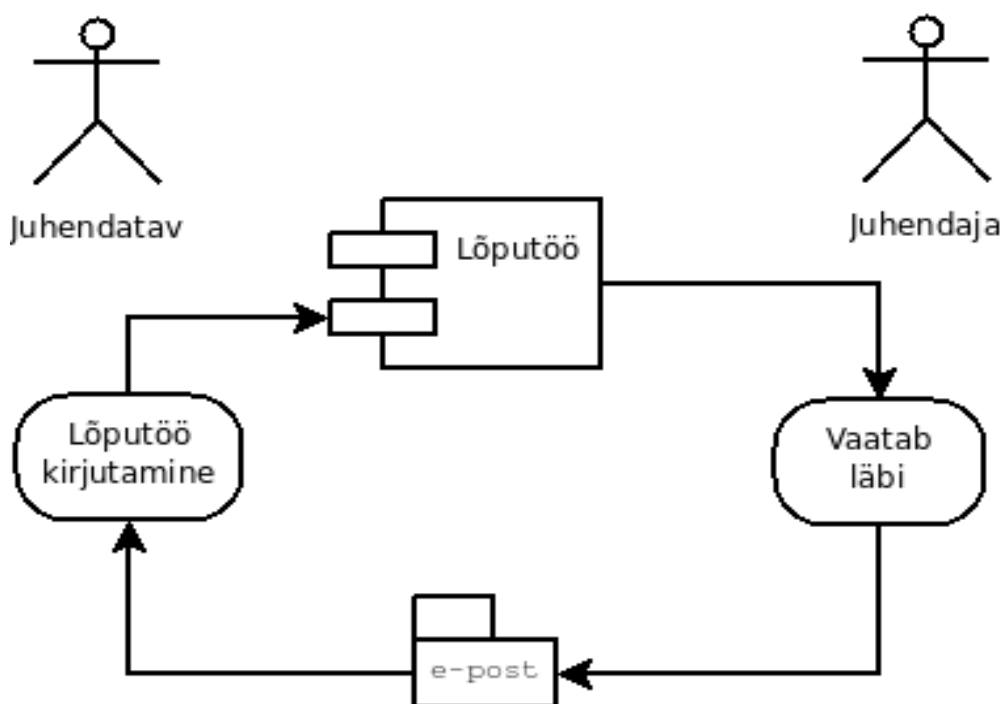 Juhendatav
Juhendaja
Lõputöö
Lõputöö
kirjutamine
Vaatab
läbi
e-post